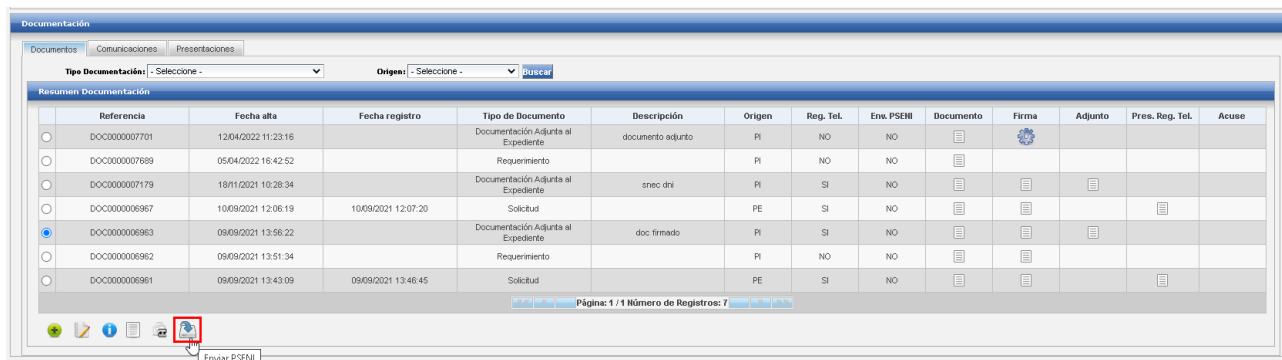 Documentación
Documentos Comunicaciones Presentaciones
Tipo Documentación: - Seleccione - Origen: - Seleccione - Buscar
Resumen Documentación
Referencia Fecha alta Fecha registro Tipo de Documento Descripción Origen Reg. Tel. Env. PSENI Documento Firma Adjunto Pres. Reg. Tel. Acuse
DOC0000007701 12/04/2022 11:23:16 Documentación Adjunta al Expediente documento adjunto PI NO NO
DOC0000007689 05/04/2022 16:42:52 Requerimiento PI NO NO
DOC0000007179 18/11/2021 10:28:34 Documentación Adjunta al Expediente snec dni PI SI NO
DOC0000006967 10/09/2021 12:06:19 10/09/2021 12:07:20 Solicitud PE SI NO
DOC0000006963 09/09/2021 13:56:22 Documentación Adjunta al Expediente doc firmado PI SI NO
DOC0000006962 09/09/2021 13:51:34 Requerimiento PI NO NO
DOC0000006961 09/09/2021 13:43:09 09/09/2021 13:46:45 Solicitud PE SI NO
Página: 1 / 1 Número de Registros: 7
Enviar PSENI